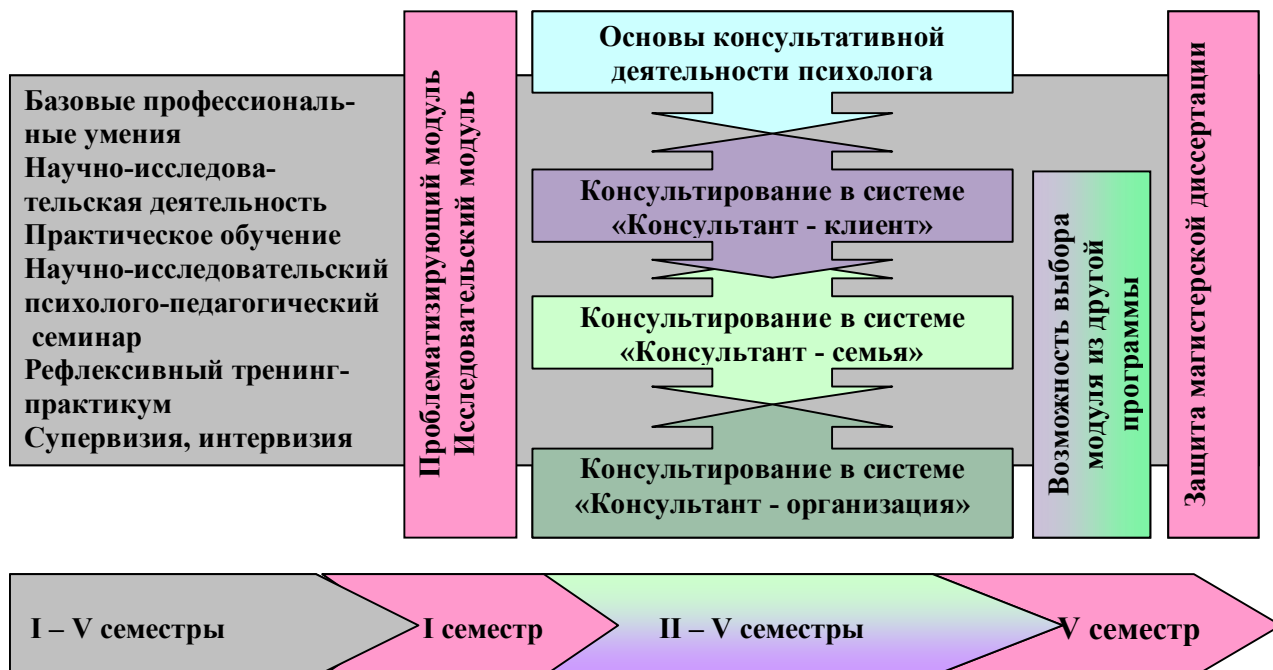 Базовые профессиональ-
ные умения
Научно-исследова-
тельская деятельность
Практическое обучение
Научно-исследовательский
психолого-педагогический
семинар
Рефлексивный тренинг-
практикум
Супервизия, интервизия
Проблематизирующий модуль
Исследовательский модуль
Основы консультативной
деятельности психолога
Консультирование в системе
«Консультант - клиент»
Консультирование в системе
«Консультант - семья»
Консультирование в системе
«Консультант - организация»
Возможность выбора
модуля из другой
программы
Защита магистерской диссертации
I – V семестры
I семестр
II – V семестры
V семестр